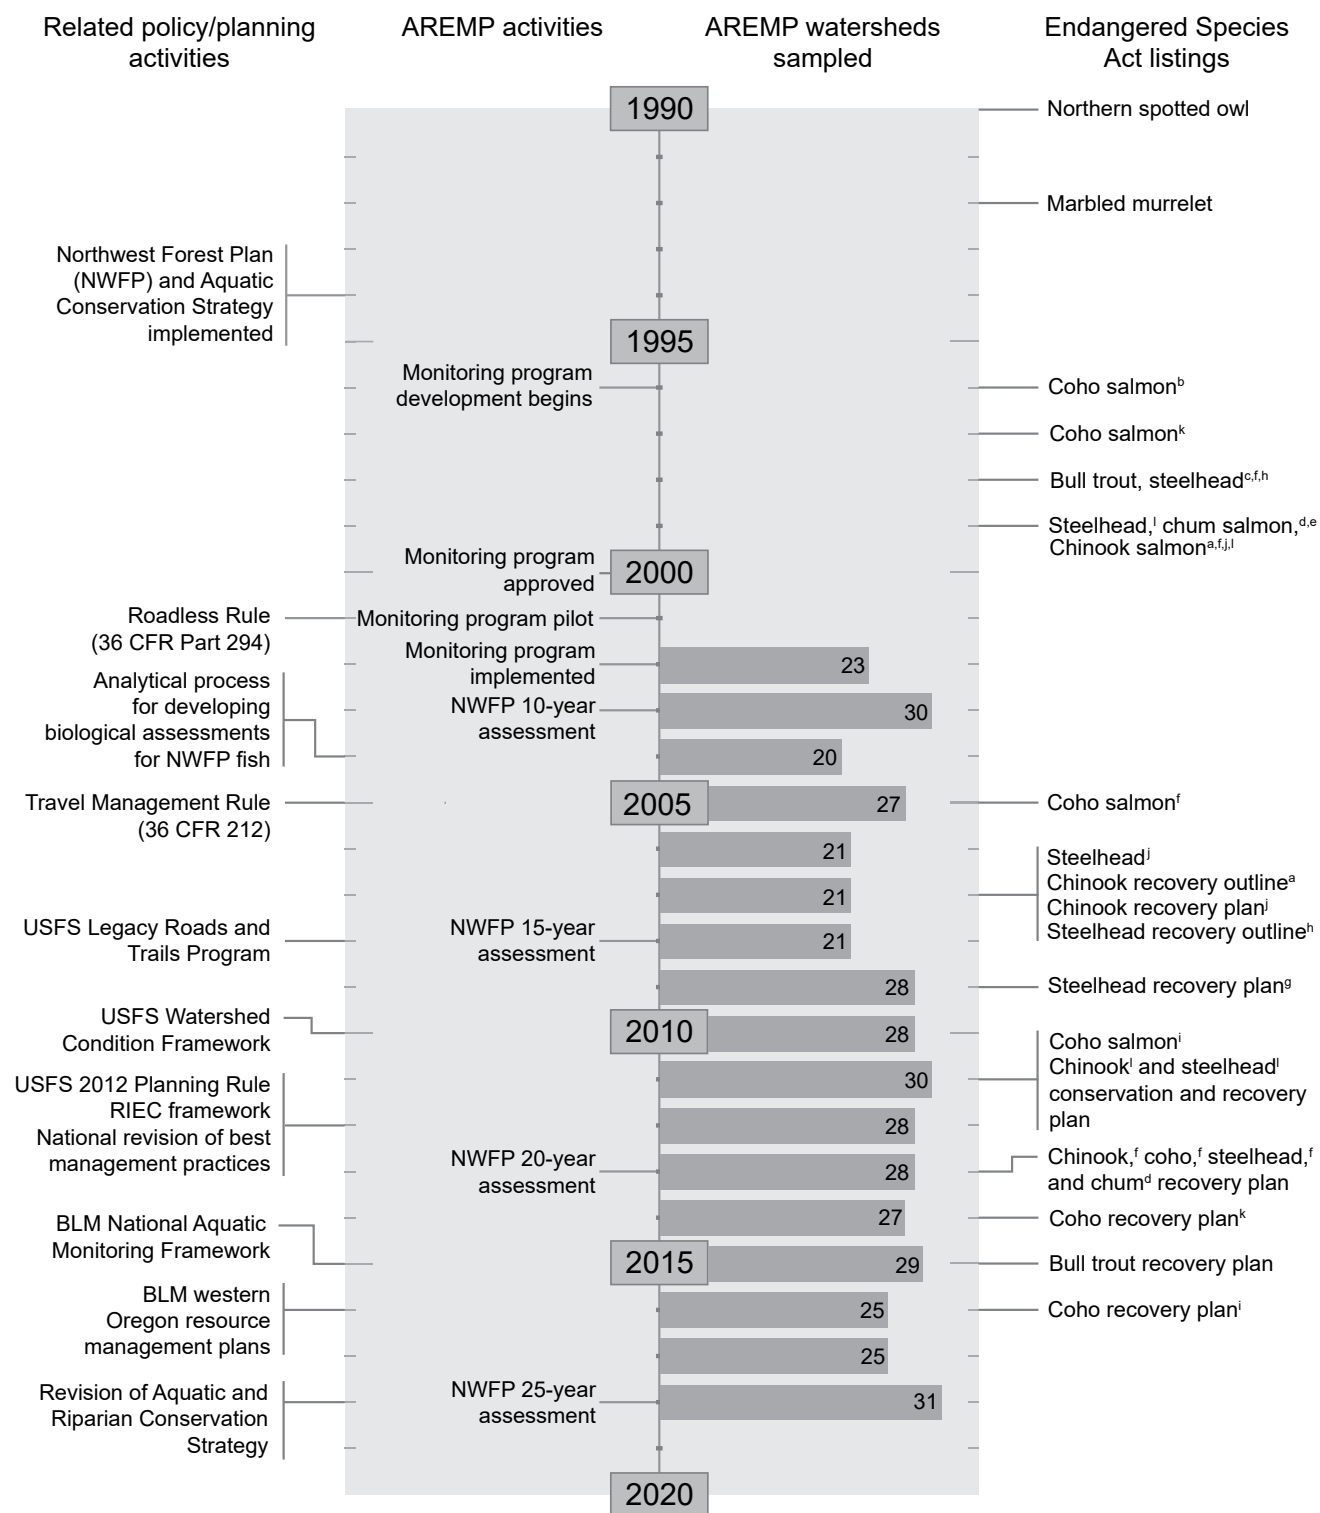 Related policy/planning
activities
AREMP activities
AREMP watersheds
sampled
Endangered Species
Act listings
1990
Northern spotted owl
Marbled murrelet
Northwest Forest Plan
(NWFP) and Aquatic
Conservation Strategy
implemented
1995
Monitoring program
development begins
Coho salmonᵇ
Coho salmonᵏ
Bull trout, steelheadᶜ,ᶠ,ʰ
Steelhead,ˡ chum salmon,ᵈ,ᵉ
Chinook salmonᵃ,ᶠ,ʲ,ˡ
Monitoring program
approved
2000
Roadless Rule
(36 CFR Part 294)
Monitoring program pilot
Monitoring program
implemented
23
Analytical process
for developing
biological assessments
for NWFP fish
NWFP 10-year
assessment
30
20
Travel Management Rule
(36 CFR 212)
2005
27
Coho salmonᶠ
21
Steelheadʲ
Chinook recovery outlineᵃ
Chinook recovery planʲ
Steelhead recovery outlineʰ
21
USFS Legacy Roads and
Trails Program
NWFP 15-year
assessment
21
28
Steelhead recovery planᵍ
USFS Watershed
Condition Framework
2010
28
Coho salmonⁱ
Chinookˡ and steelheadˡ
conservation and recovery
plan
30
USFS 2012 Planning Rule
RIEC framework
National revision of best
management practices
28
NWFP 20-year
assessment
28
Chinook,ᶠ coho,ᶠ steelhead,ᶠ
and chumᵈ recovery plan
27
Coho recovery planᵏ
BLM National Aquatic
Monitoring Framework
2015
29
Bull trout recovery plan
BLM western
Oregon resource
management plans
25
Coho recovery planⁱ
25
Revision of Aquatic and
Riparian Conservation
Strategy
NWFP 25-year
assessment
31
2020